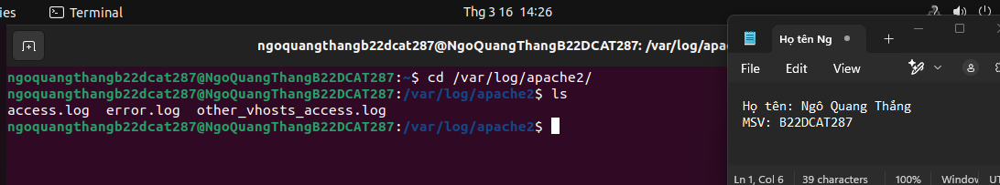 ies Terminal Thg 3 16 14:26
ngoquangthangb22dcat287@NgoQuangThangB22DCAT287: /var/log/apac
ngoquangthangb22dcat287@NgoQuangThangB22DCAT287:~$ cd /var/log/apache2/
ngoquangthangb22dcat287@NgoQuangThangB22DCAT287:/var/log/apache2$ ls
access.log error.log other_vhosts_access.log
ngoquangthangb22dcat287@NgoQuangThangB22DCAT287:/var/log/apache2$
Họ tên Ng
File Edit View
Họ tên: Ngô Quang Thắng
MSV: B22DCAT287
Ln 1, Col 6 39 characters 100% Window UT